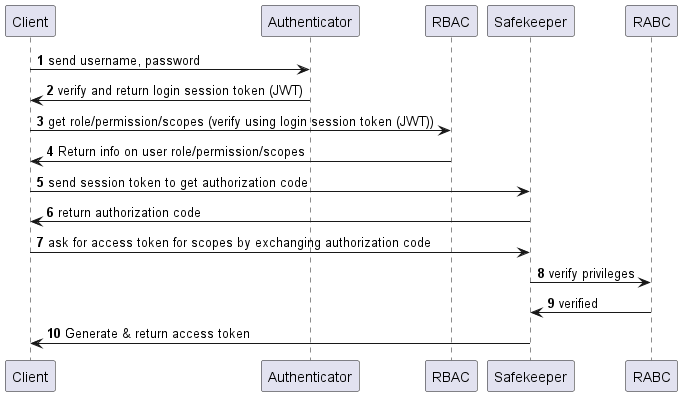 Client Authenticator RBAC Safekeeper RABC
1 send username, password
2 verify and return login session token (JWT)
3 get role/permission/scopes (verify using login session token (JWT))
4 Return info on user role/permission/scopes
5 send session token to get authorization code
6 return authorization code
7 ask for access token for scopes by exchanging authorization code
8 verify privileges
9 verified
10 Generate & return access token
Client Authenticator RBAC Safekeeper RABC